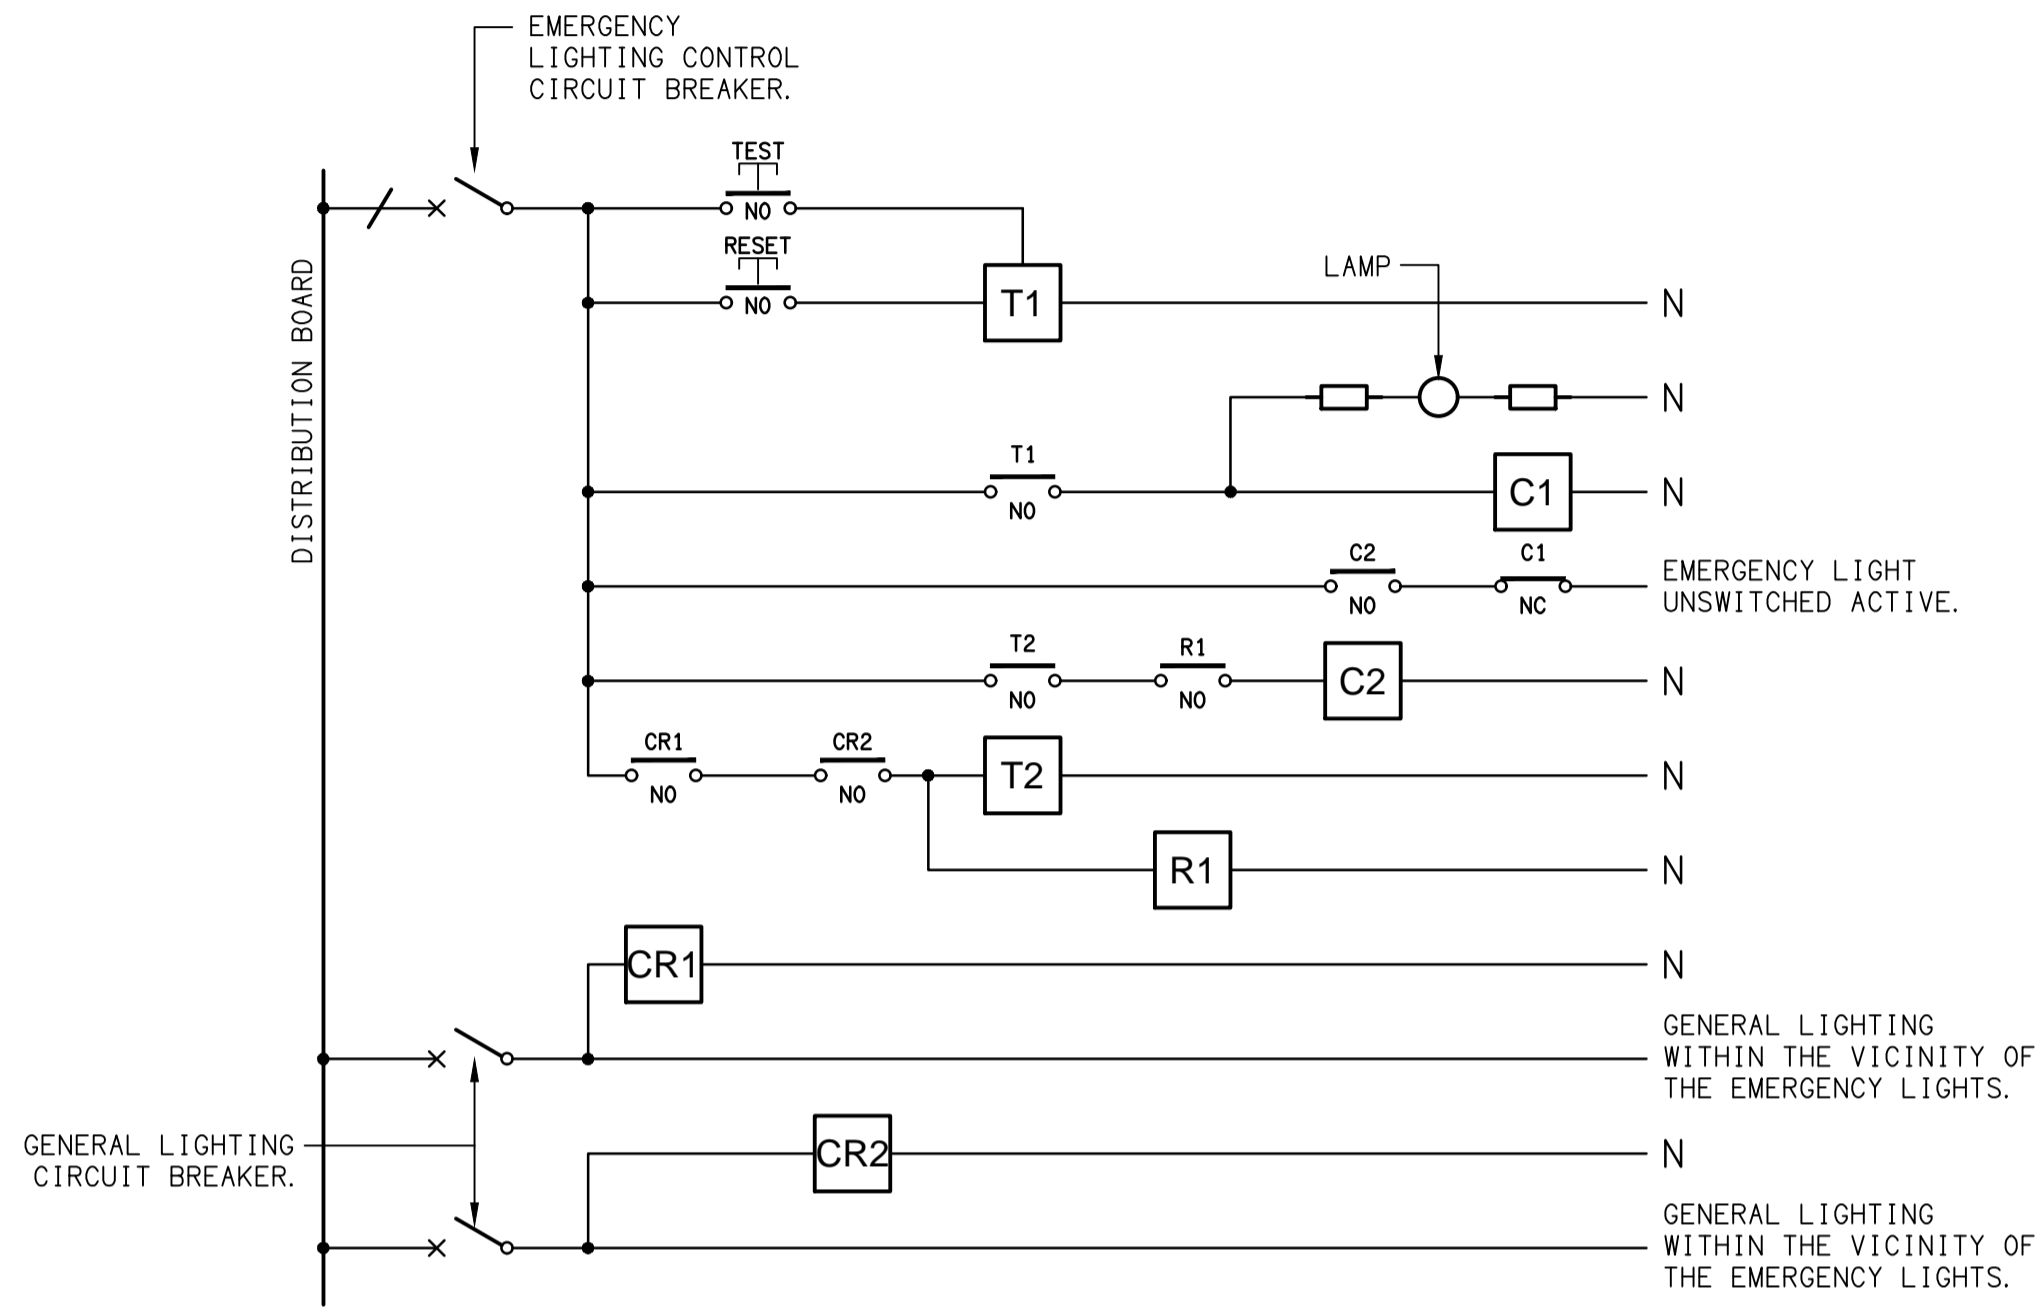 EMERGENCY
LIGHTING CONTROL
CIRCUIT BREAKER.
TEST
NO
RESET
NO
T1
N
LAMP
N
DISTRIBUTION BOARD
T1
NO
C1
N
C2
NO
C1
NC
EMERGENCY LIGHT
UNSWITCHED ACTIVE.
T2
NO
R1
NO
C2
N
CR1
NO
CR2
NO
T2
N
R1
N
CR1
N
GENERAL LIGHTING
WITHIN THE VICINITY OF
THE EMERGENCY LIGHTS.
GENERAL LIGHTING
CIRCUIT BREAKER.
CR2
N
GENERAL LIGHTING
WITHIN THE VICINITY OF
THE EMERGENCY LIGHTS.